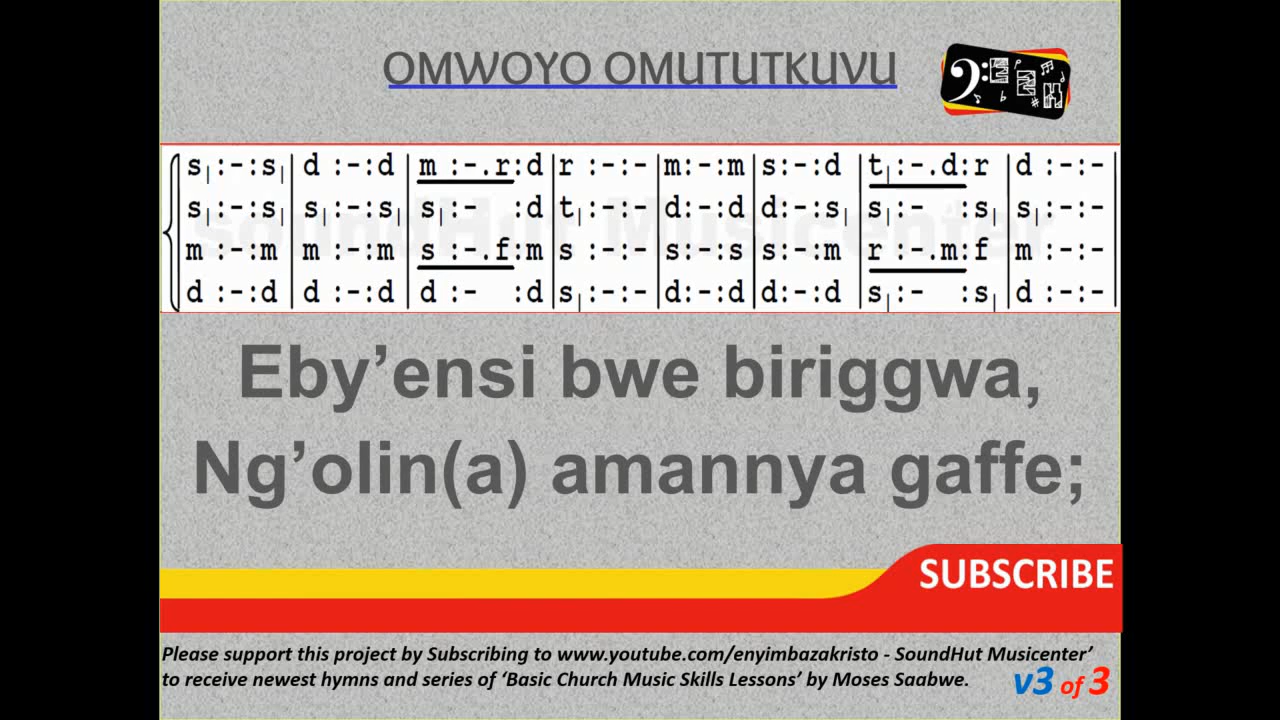 OMWOYO OMUTUTKUVU
s|:-:s| | d :-:d | m :-.r:d | r :-:- | m:-:m | s:-:d | t|:-.d:r | d :-:- |
s|:-:s| | s|:-:s| | s|:- :d | t|:-:- | d:-:d | d:-:s| | s|:- :s| | s|:-:- |
m :-:m | m :-:m | s :-.f:m | s :-:- | s:-:s | s:-:m | r :-.m:f | m :-:- |
d :-:d | d :-:d | d :- :d | s|:-:- | d:-:d | d:-:d | s|:- :s| | d :-:- |
soundHut Musicenter
Eby’ensi bwe biriggwa,
Ng’olin(a) amannya gaffe;
SUBSCRIBE
Please support this project by Subscribing to www.youtube.com/enyimbazakristo - SoundHut Musicenter’
to receive newest hymns and series of ‘Basic Church Music Skills Lessons’ by Moses Saabwe.
v3 of 3